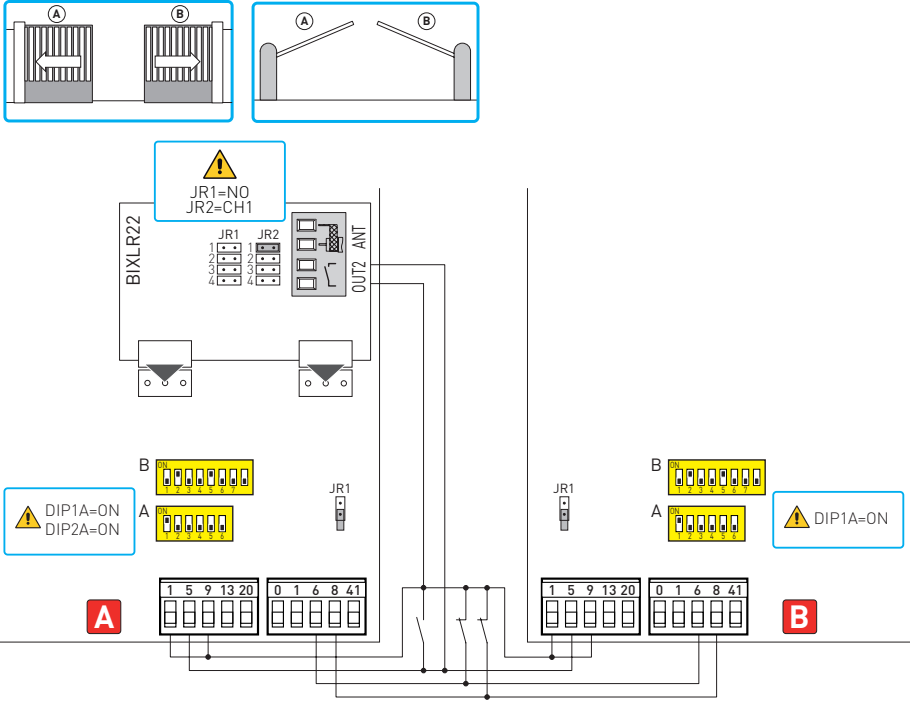 A B
A B
JR1=NO
JR2=CH1
BIXLR22
JR1 JR2
1 1
2 2
3 3
4 4
ANT
OUT2
B ON
1 2 3 4 5 6 7
A ON
1 2 3 4 5 6
DIP1A=ON
DIP2A=ON
JR1
JR1
B ON
1 2 3 4 5 6 7
A ON
1 2 3 4 5 6
DIP1A=ON
A
1 5 9 13 20
0 1 6 8 41
1 5 9 13 20
0 1 6 8 41
B